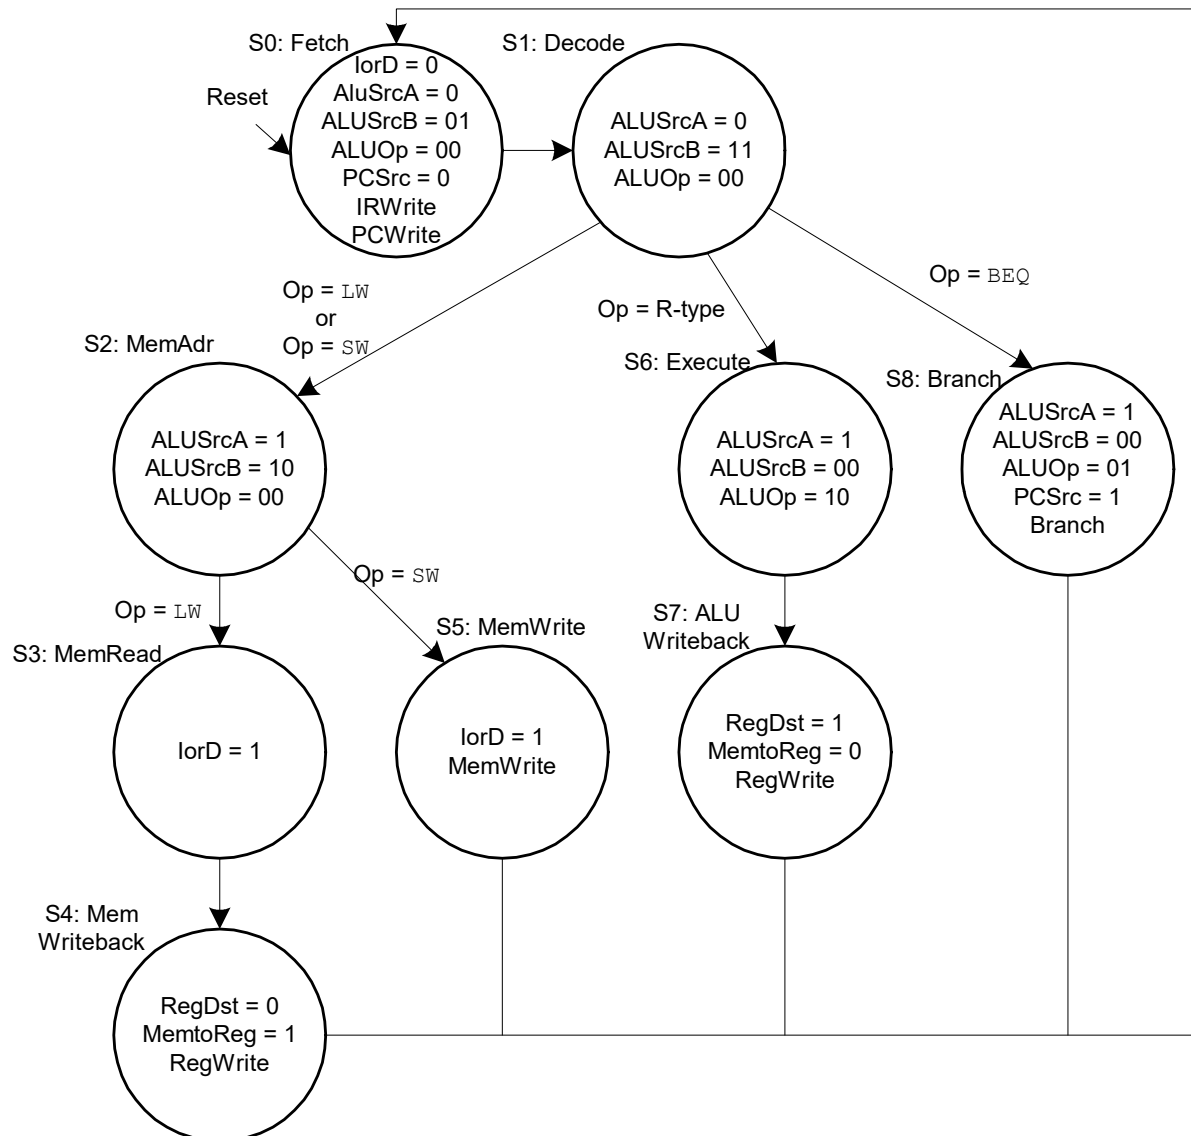 S0: Fetch
IorD = 0
AluSrcA = 0
ALUSrcB = 01
ALUOp = 00
PCSrc = 0
IRWrite
PCWrite
Reset
S1: Decode
ALUSrcA = 0
ALUSrcB = 11
ALUOp = 00
Op = LW
or
Op = SW
Op = R-type
Op = BEQ
S2: MemAdr
ALUSrcA = 1
ALUSrcB = 10
ALUOp = 00
S6: Execute
ALUSrcA = 1
ALUSrcB = 00
ALUOp = 10
S8: Branch
ALUSrcA = 1
ALUSrcB = 00
ALUOp = 01
PCSrc = 1
Branch
Op = LW
Op = SW
S3: MemRead
IorD = 1
S5: MemWrite
IorD = 1
MemWrite
S7: ALU
Writeback
RegDst = 1
MemtoReg = 0
RegWrite
S4: Mem
Writeback
RegDst = 0
MemtoReg = 1
RegWrite